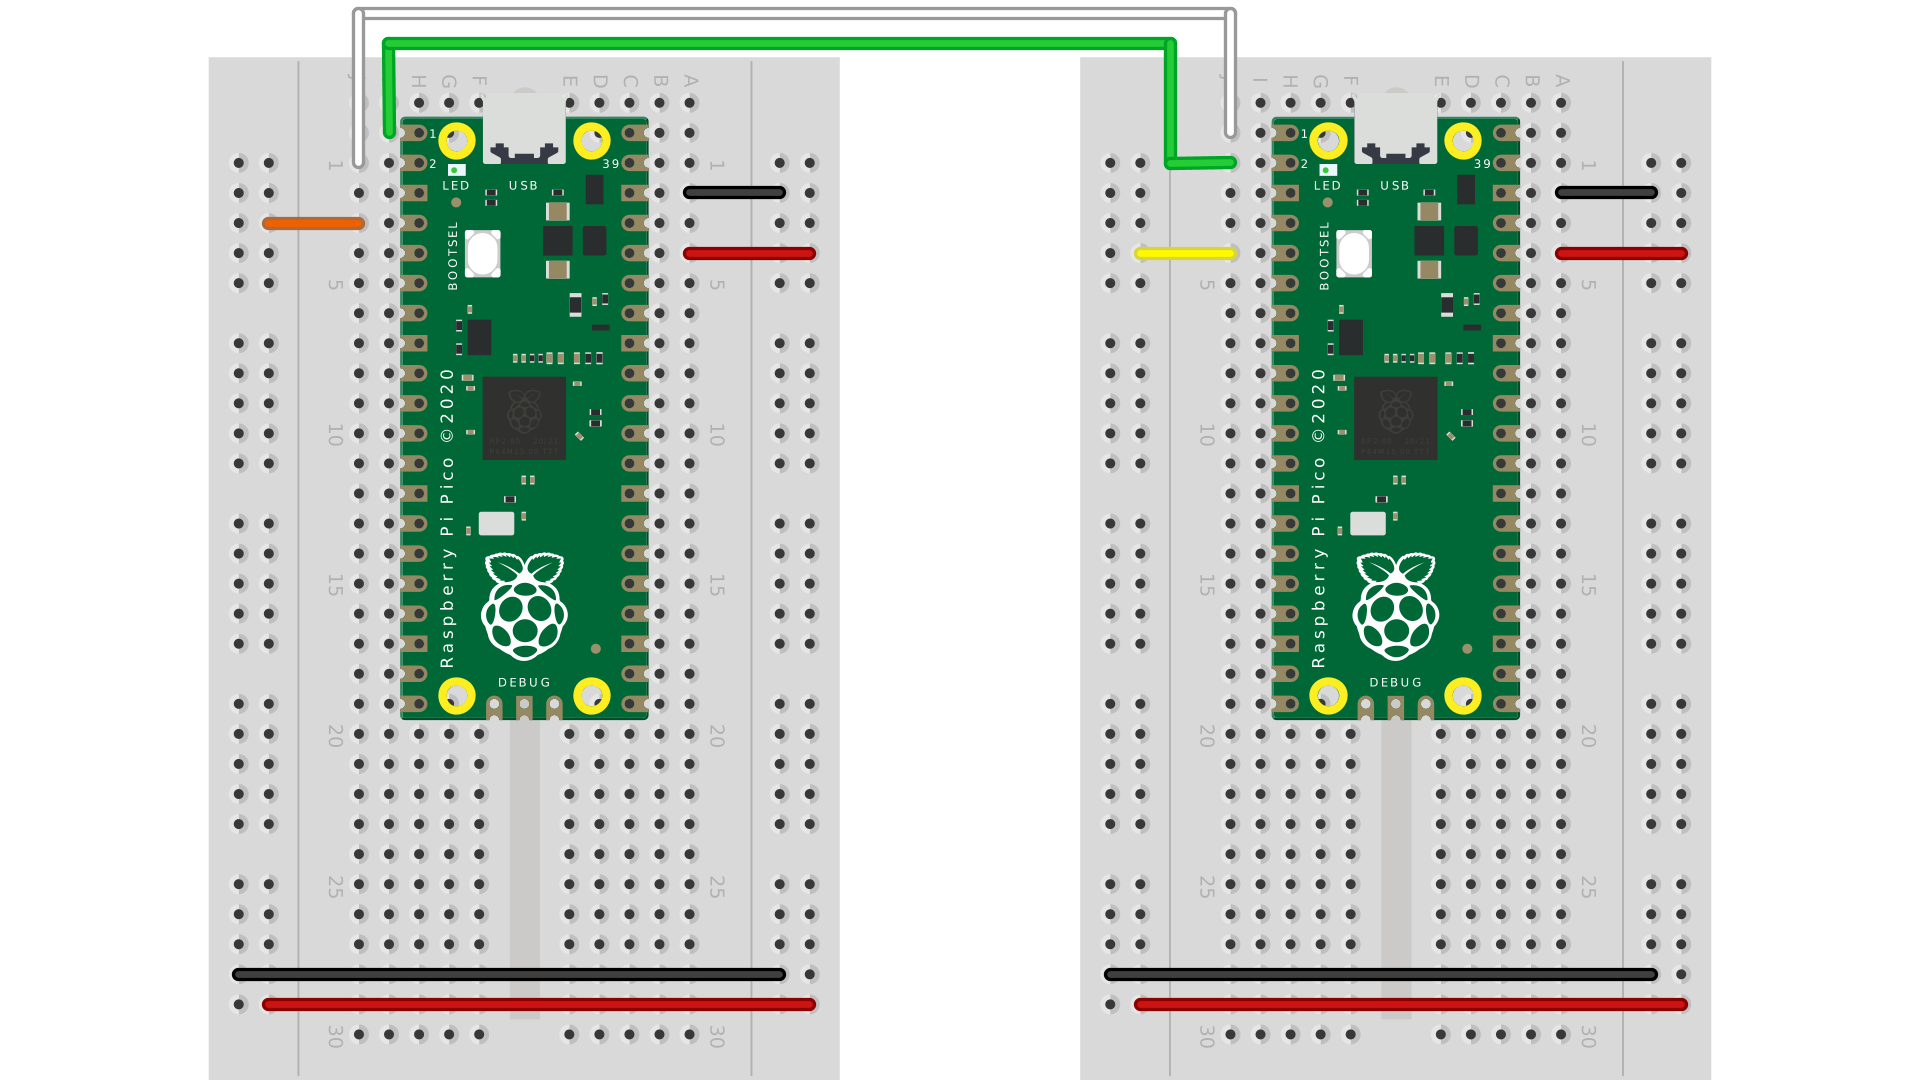 H G F E D C B A
I H G F E D C B A
1
2
39
LED USB
BOOTSEL
Raspberry Pi Pico ©2020
DEBUG
1
2
39
LED USB
BOOTSEL
Raspberry Pi Pico ©2020
DEBUG
1 1 1
5 5 5 5
10 10 10 10
15 15 15 15
20 20 20 20
25 25 25 25
30 30 30 30